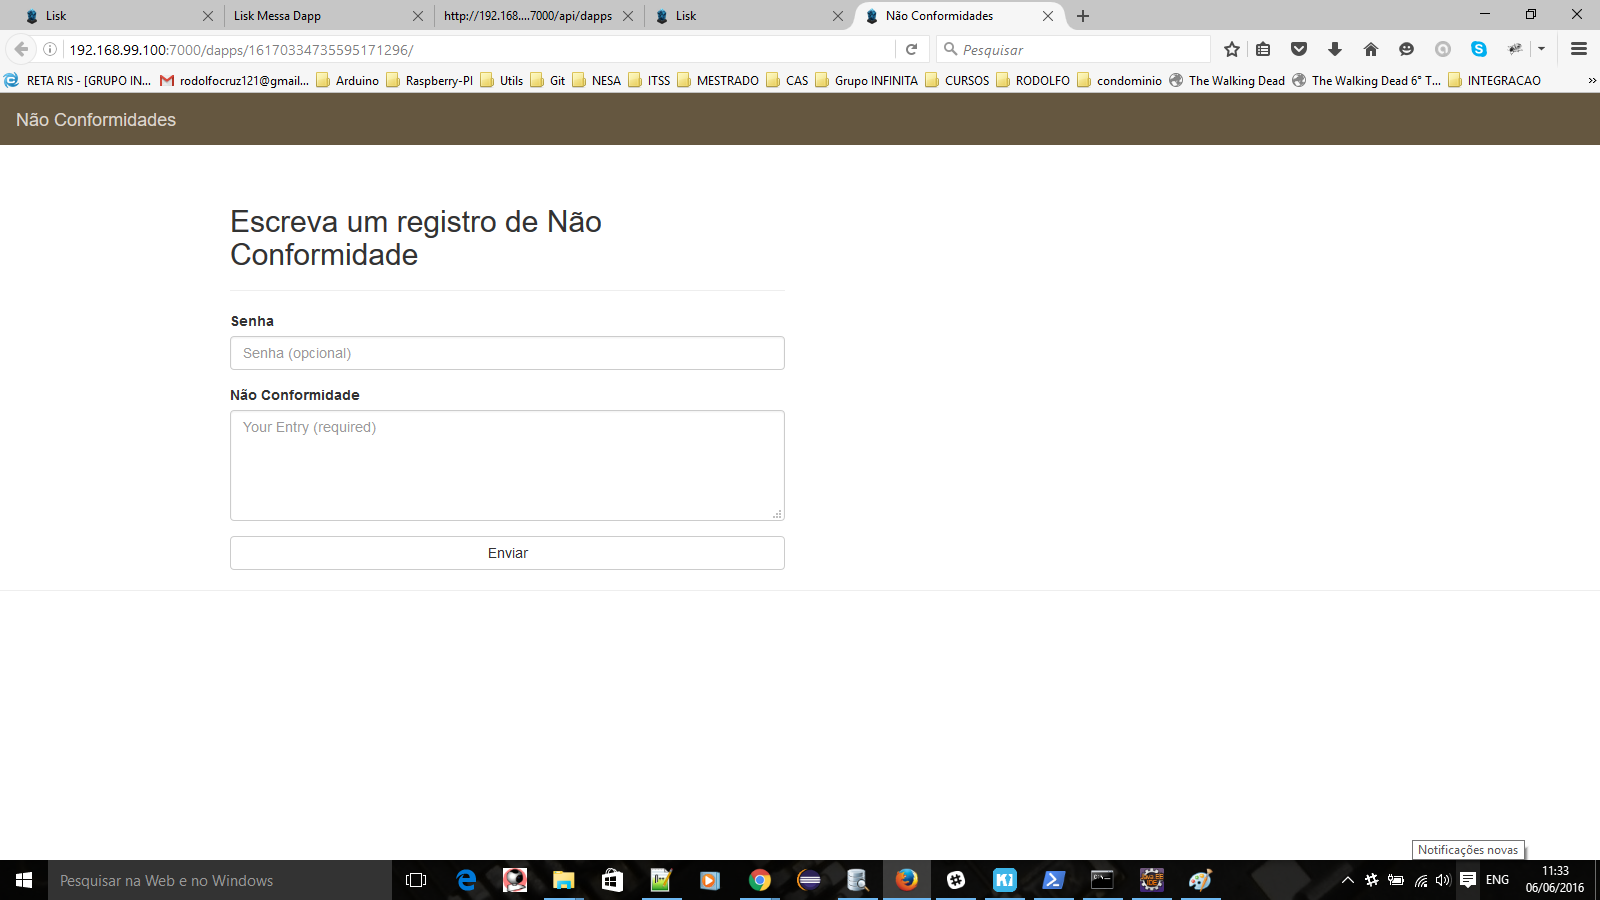 Lisk
Lisk Messa Dapp
http://192.168....7000/api/dapps
Lisk
Não Conformidades
192.168.99.100:7000/dapps/16170334735595171296/
Pesquisar
RETA RIS - [GRUPO IN...
rodolfocruz121@gmail...
Arduino
Raspberry-PI
Utils
Git
NESA
ITSS
MESTRADO
CAS
Grupo INFINITA
CURSOS
RODOLFO
condominio
The Walking Dead
The Walking Dead 6° T...
INTEGRACAO
Não Conformidades
Escreva um registro de Não
Conformidade
Senha
Senha (opcional)
Não Conformidade
Your Entry (required)
Enviar
Notificações novas
Pesquisar na Web e no Windows
ENG
11:33
06/06/2016